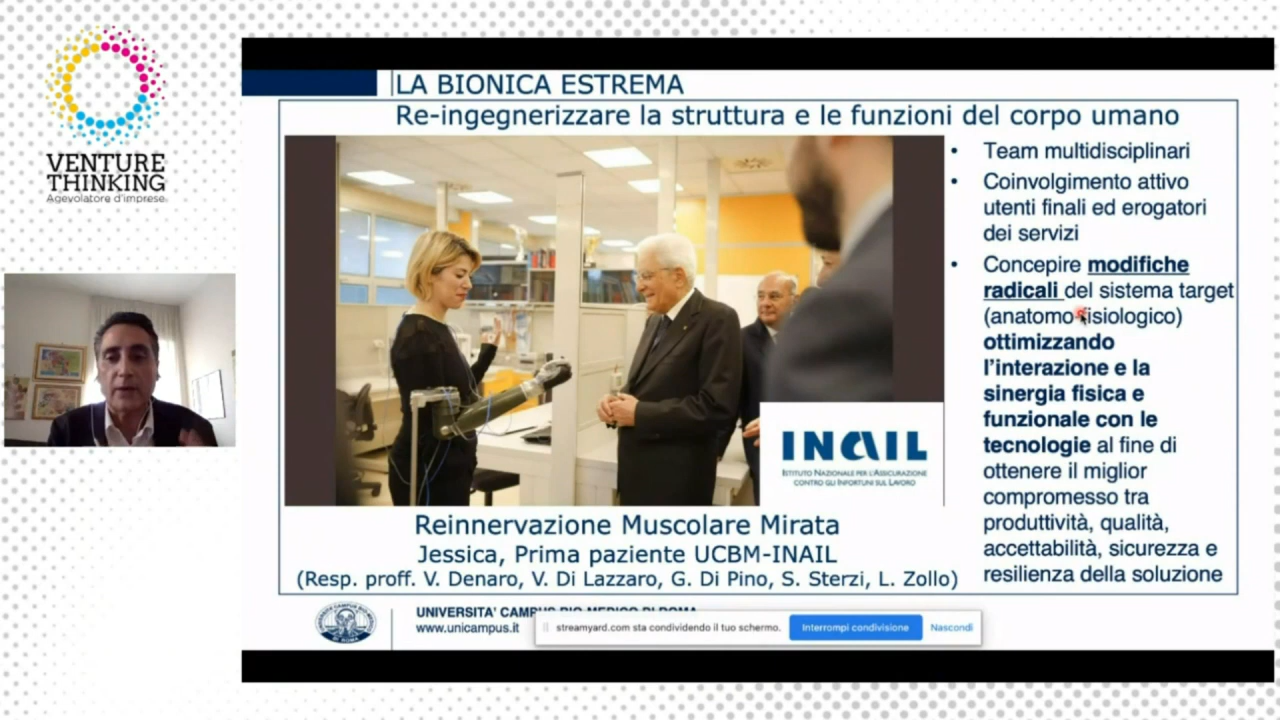 VENTURE
THINKING
Agevolatore d'imprese
LA BIONICA ESTREMA
Re-ingegnerizzare la struttura e le funzioni del corpo umano
• Team multidisciplinari
• Coinvolgimento attivo
utenti finali ed erogatori
dei servizi
• Concepire modifiche
radicali del sistema target
(anatomo-fisiologico)
ottimizzando
l'interazione e la
sinergia fisica e
funzionale con le
tecnologie al fine di
ottenere il miglior
compromesso tra
produttività, qualità,
accettabilità, sicurezza e
resilienza della soluzione
INAIL
ISTITUTO NAZIONALE PER L'ASSICURAZIONE
CONTRO GLI INFORTUNI SUL LAVORO
Reinnervazione Muscolare Mirata
Jessica, Prima paziente UCBM-INAIL
(Resp. proff. V. Denaro, V. Di Lazzaro, G. Di Pino, S. Sterzi, L. Zollo)
UNIVERSITA' CAMPUS BIO-MEDICO DI ROMA
www.unicampus.it
streamyard.com sta condividendo il tuo schermo.
Interrompi condivisione
Nascondi